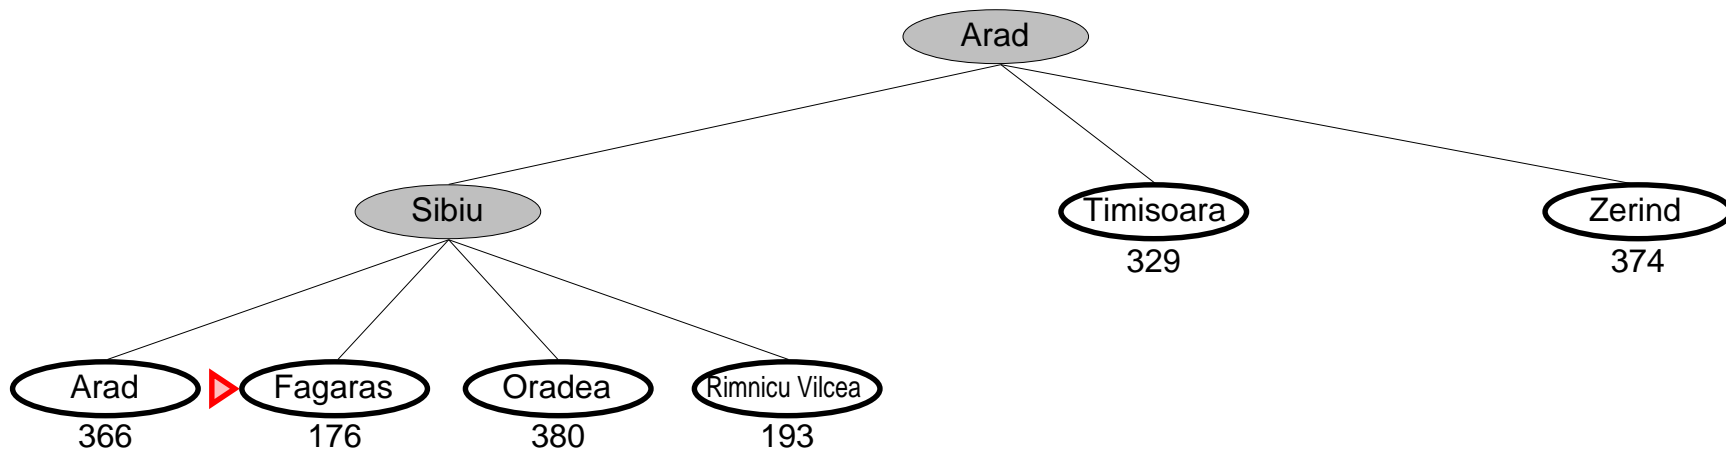 Arad
Sibiu
Timisoara
Zerind
329
374
Arad
Fagaras
Oradea
Rimnicu Vilcea
366
176
380
193